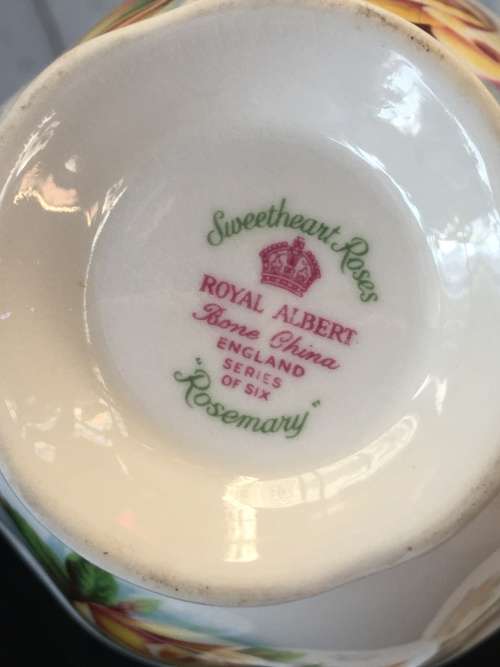 Sweetheart Roses
ROYAL ALBERT
Bone China
ENGLAND
SERIES
OF SIX
"Rosemary"